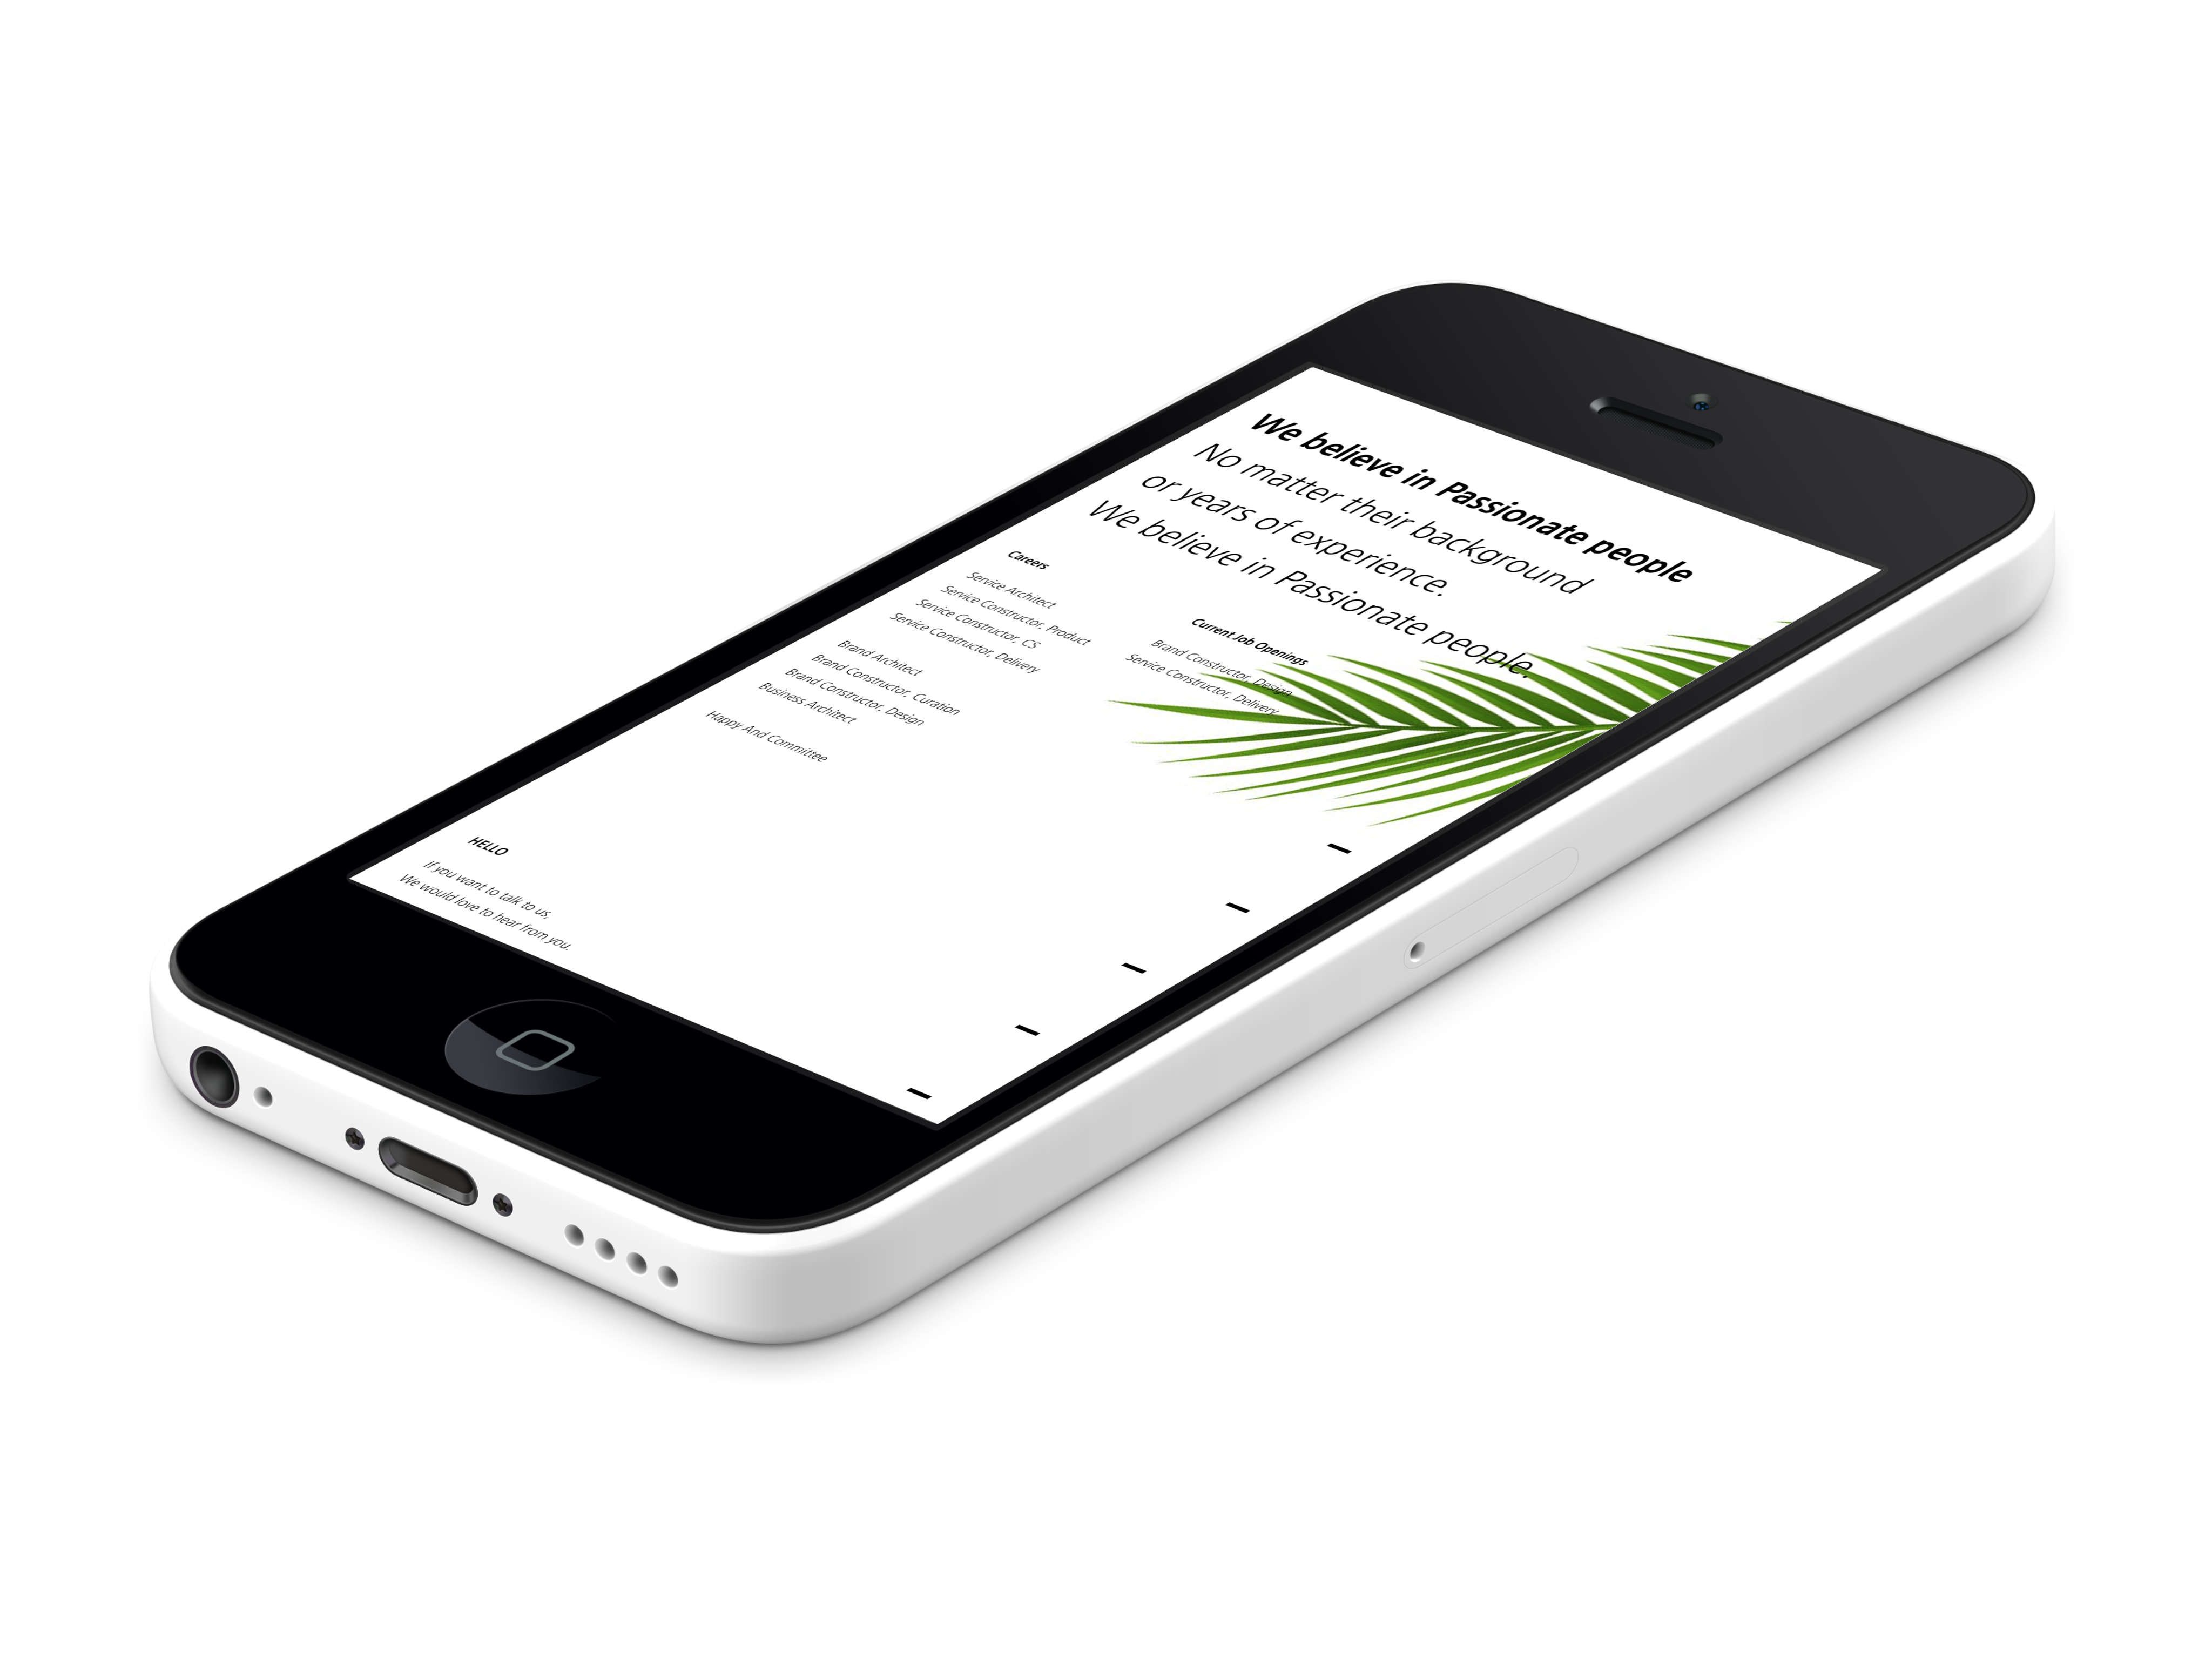 We believe in Passionate people
No matter their background
or years of experience.
We believe in Passionate people.
Careers
Service Architect
Service Constructor, Product
Service Constructor, CS
Service Constructor, Delivery
Brand Architect
Brand Constructor, Curation
Brand Constructor, Design
Business Architect
Happy And Committee
Current Job Openings
Brand Constructor, Design
Service Constructor, Delivery
HELLO
If you want to talk to us,
We would love to hear from you.